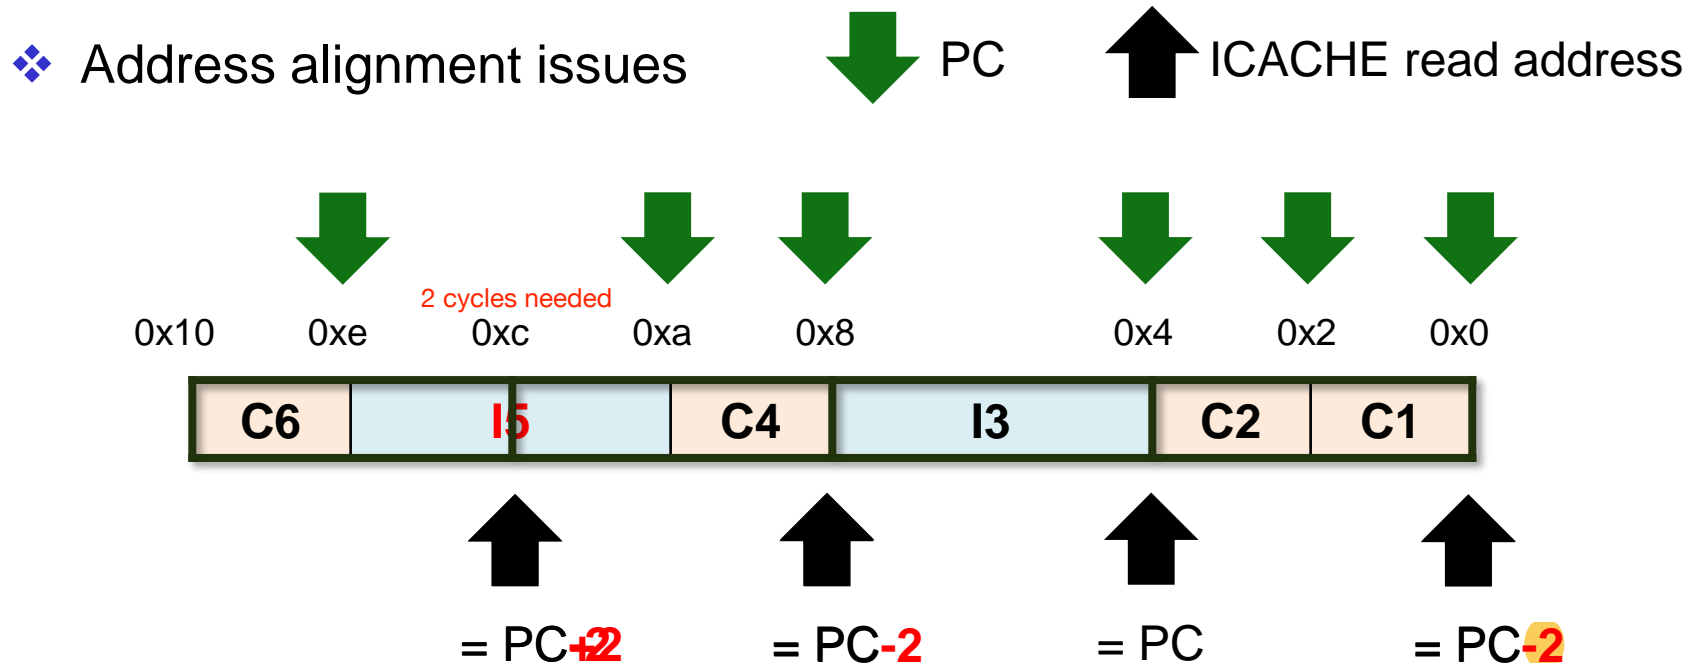 Address alignment issues PC ICACHE read address
2 cycles needed
0x10 0xe 0xc 0xa 0x8 0x4 0x2 0x0
C6 I5 C4 I3 C2 C1
= PC = PC-2 = PC = PC-2